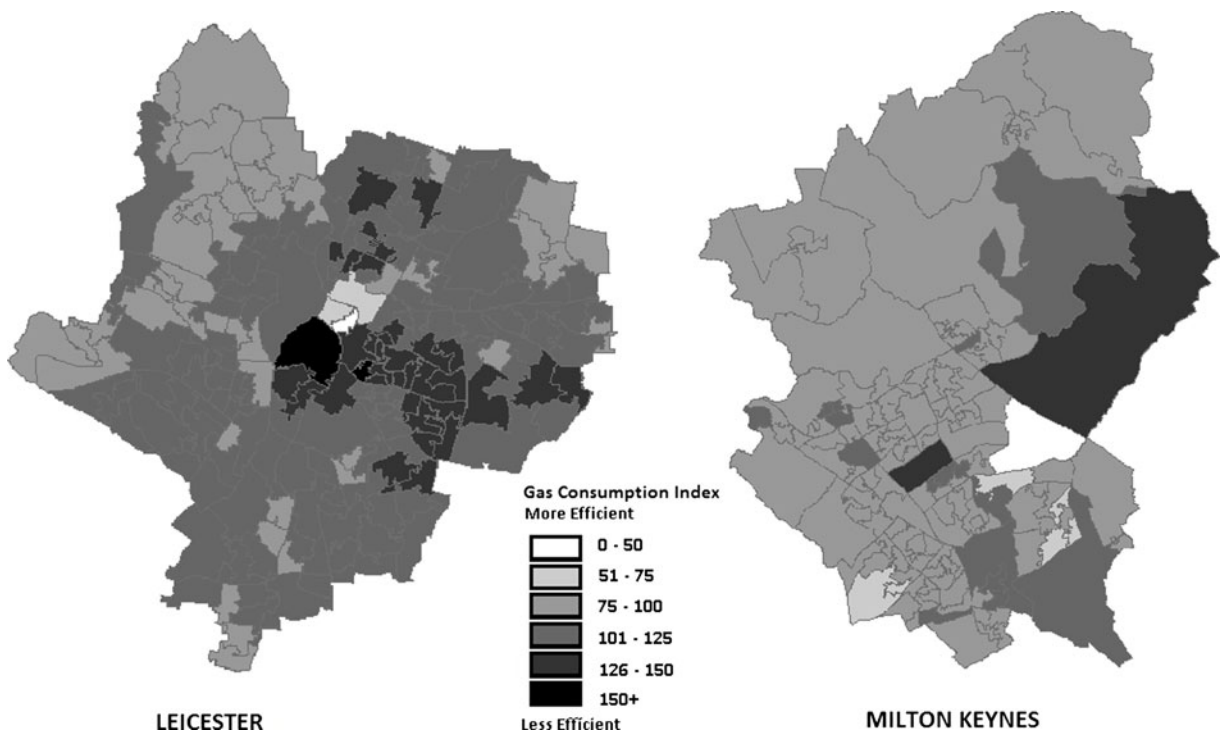 Gas Consumption Index
More Efficient
0 - 50
51 - 75
75 - 100
101 - 125
126 - 150
150+
Less Efficient
LEICESTER
MILTON KEYNES